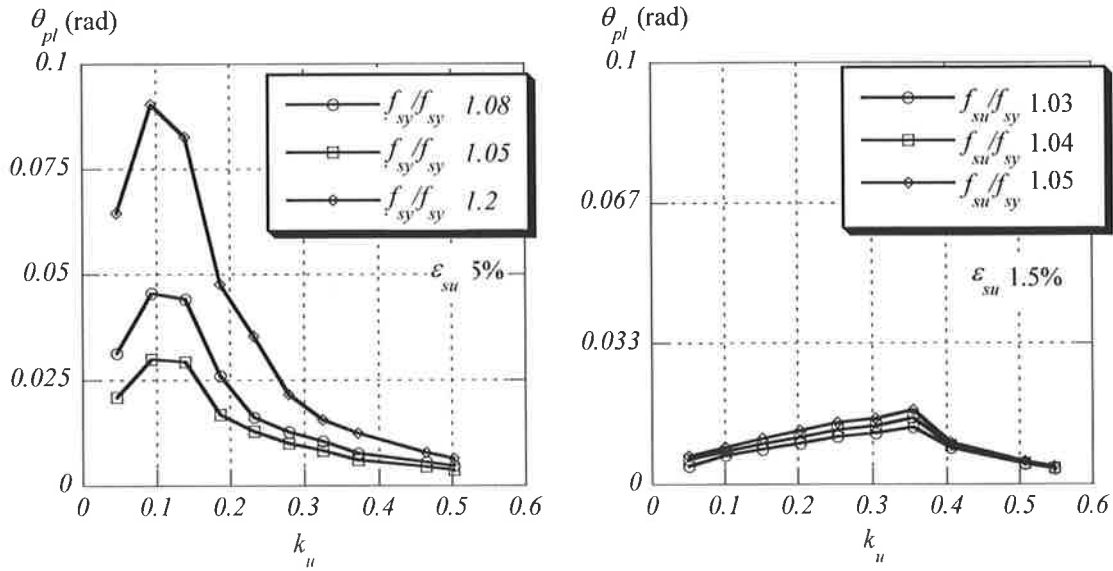 θpl (rad)
0.1
0.075
0.05
0.025
0
0 0.1 0.2 0.3 0.4 0.5 0.6
ku
fsy/fsy 1.08
fsy/fsy 1.05
fsy/fsy 1.2
εsu 5%
θpl (rad)
0.1
0.067
0.033
0
0 0.1 0.2 0.3 0.4 0.5 0.6
ku
fsu/fsy 1.03
fsu/fsy 1.04
fsu/fsy 1.05
εsu 1.5%